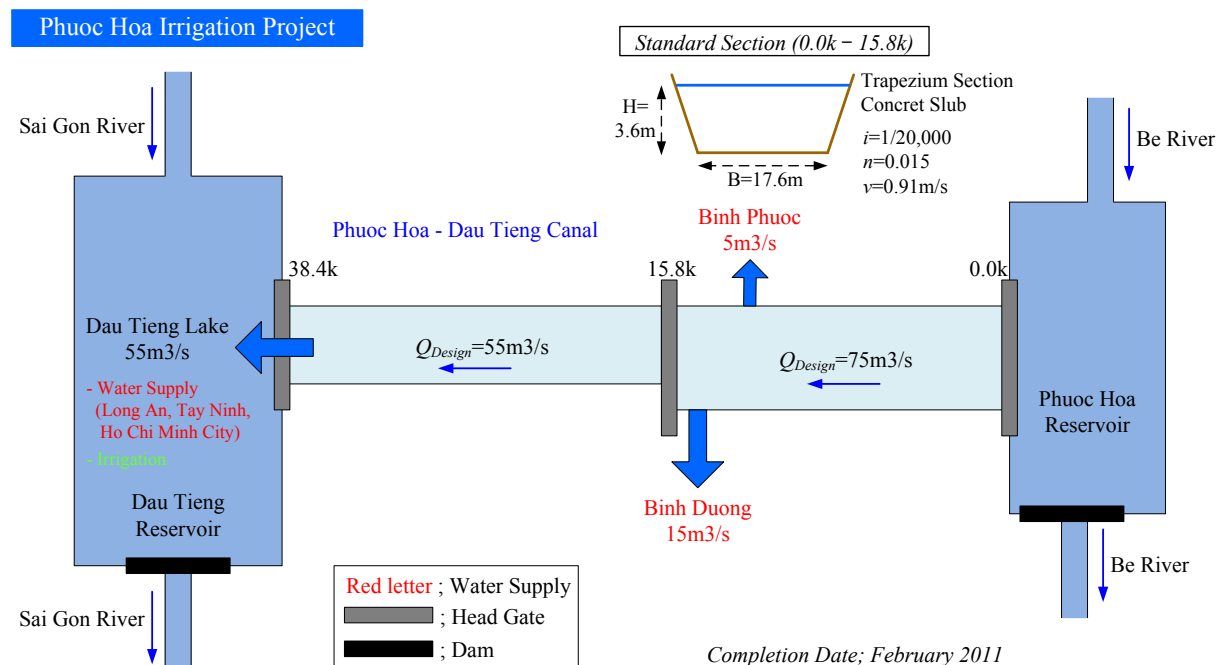 Phuoc Hoa Irrigation Project
Standard Section (0.0k – 15.8k)
Trapezium Section
Concret Slub
H=
3.6m
i=1/20,000
n=0.015
v=0.91m/s
B=17.6m
Sai Gon River
Be River
Phuoc Hoa - Dau Tieng Canal
Binh Phuoc
5m3/s
38.4k
15.8k
0.0k
Dau Tieng Lake
55m3/s
QDesign=55m3/s
QDesign=75m3/s
- Water Supply
(Long An, Tay Ninh,
Ho Chi Minh City)
- Irrigation
Phuoc Hoa
Reservoir
Dau Tieng
Reservoir
Binh Duong
15m3/s
Sai Gon River
Be River
Red letter ; Water Supply
; Head Gate
; Dam
Completion Date; February 2011